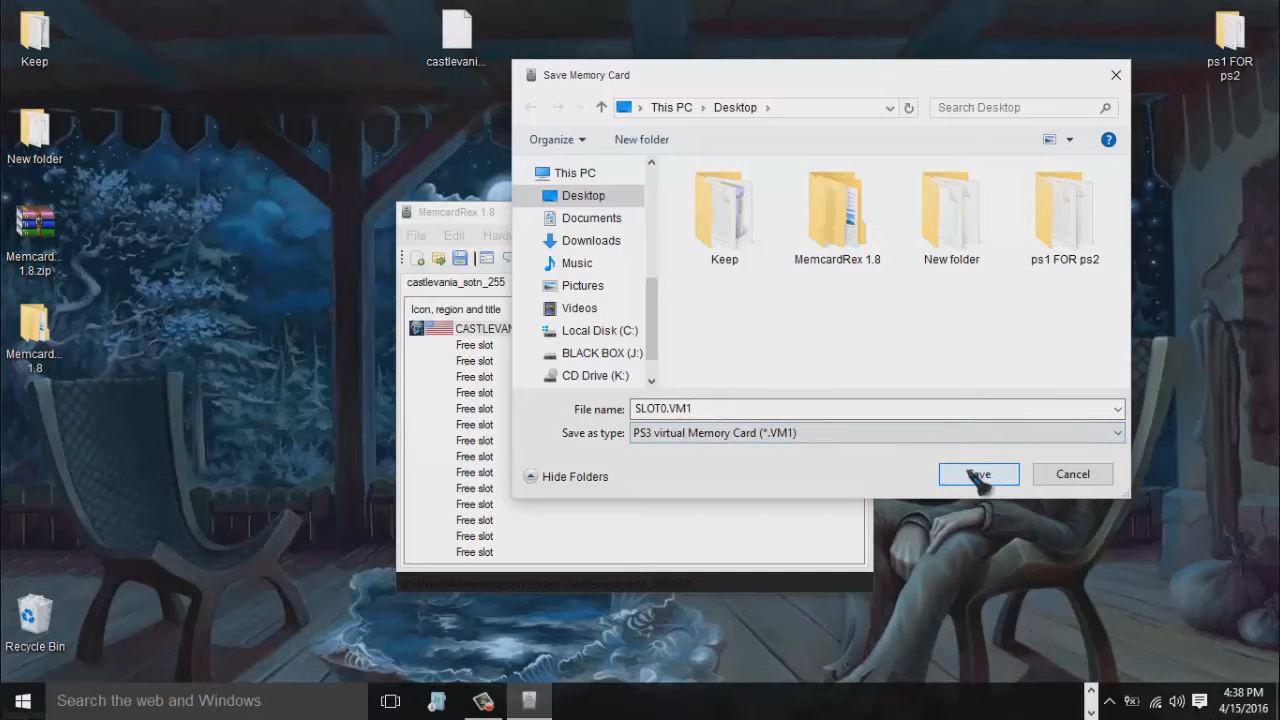 Keep
castlevani...
ps1 FOR
ps2
New folder
Memcard...
1.8.zip
Memcard...
1.8
Recycle Bin
Save Memory Card
This PC
Desktop
Search Desktop
Organize
New folder
This PC
Desktop
Documents
Downloads
Music
Pictures
Videos
Local Disk (C:)
BLACK BOX (J:)
CD Drive (K:)
Keep
MemcardRex 1.8
New folder
ps1 FOR ps2
File name:
SLOT0.VM1
Save as type:
PS3 virtual Memory Card (*.VM1)
Hide Folders
Save
Cancel
MemcardRex 1.8
File
Edit
castlevania_sotn_255
Icon, region and title
Free slot
Free slot
Free slot
Free slot
Free slot
Free slot
Free slot
Free slot
Free slot
Free slot
Free slot
Free slot
Free slot
Free slot
Search the web and Windows
4:38 PM
4/15/2016